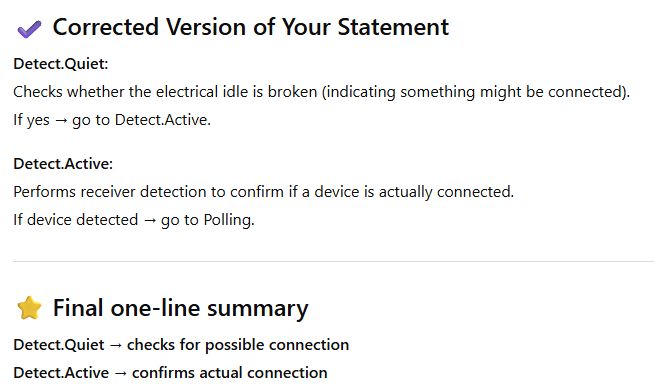 ✔ Corrected Version of Your Statement
Detect.Quiet:
Checks whether the electrical idle is broken (indicating something might be connected).
If yes → go to Detect.Active.
Detect.Active:
Performs receiver detection to confirm if a device is actually connected.
If device detected → go to Polling.
⭐ Final one-line summary
Detect.Quiet → checks for possible connection
Detect.Active → confirms actual connection